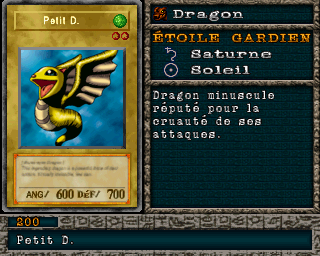 Petit D.
ANG/ 600 DÉF/ 700
Dragon
ÉTOILE GARDIEN
Saturne
Soleil
Dragon minuscule
réputé pour la
cruauté de ses
attaques.
200
Petit D.